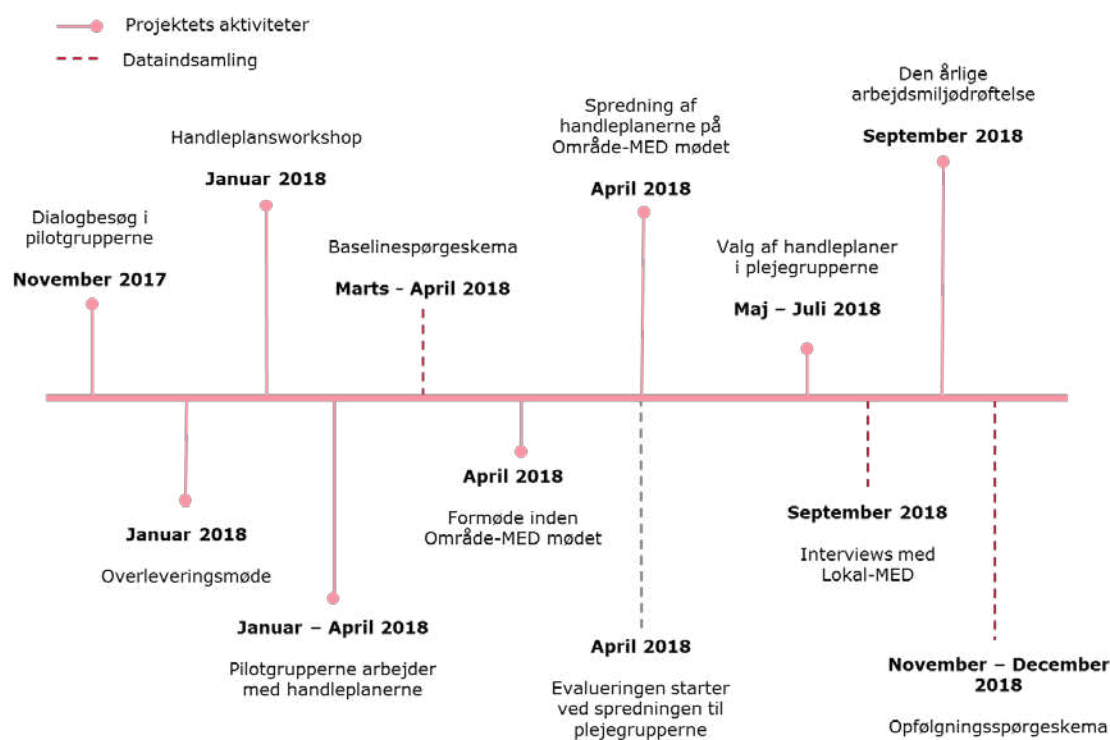 Projektets aktiviteter
Dataindsamling
Dialogbesøg i
pilotgrupperne
November 2017
Januar 2018
Overleveringsmøde
Handleplansworkshop
Januar 2018
Januar – April 2018
Pilotgrupperne arbejder
med handleplanerne
Baselinespørgeskema
Marts - April 2018
April 2018
Formøde inden
Område-MED mødet
Spredning af
handleplanerne på
Område-MED mødet
April 2018
April 2018
Evalueringen starter
ved spredningen til
plejegrupperne
Valg af handleplaner
i plejegrupperne
Maj – Juli 2018
September 2018
Interviews med
Lokal-MED
Den årlige
arbejdsmiljødrøftelse
September 2018
November – December
2018
Opfølgningsspørgeskema